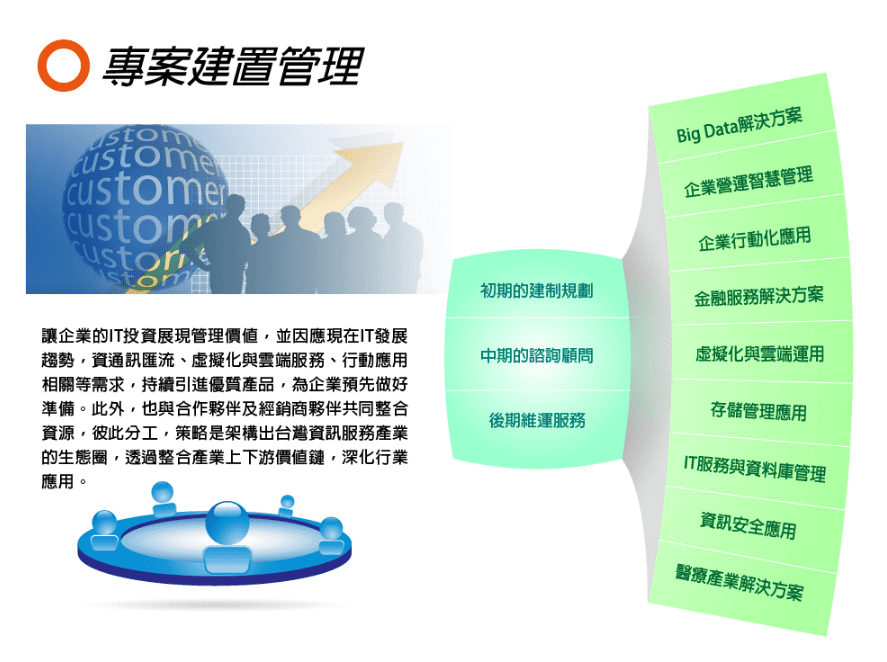 專案建置管理
custome
custome
customer
customer
custom
custom
custom
讓企業的IT投資展現管理價值，並因應現在IT發展
趨勢，資通訊匯流、虛擬化與雲端服務、行動應用
相關等需求，持續引進優質產品，為企業預先做好
準備。此外，也與合作夥伴及經銷商夥伴共同整合
資源，彼此分工，策略是架構出台灣資訊服務產業
的生態圈，透過整合產業上下游價值鏈，深化行業
應用。
初期的建制規劃
中期的諮詢顧問
後期維運服務
Big Data解決方案
企業營運智慧管理
企業行動化應用
金融服務解決方案
虛擬化與雲端運用
存儲管理應用
IT服務與資料庫管理
資訊安全應用
醫療產業解決方案